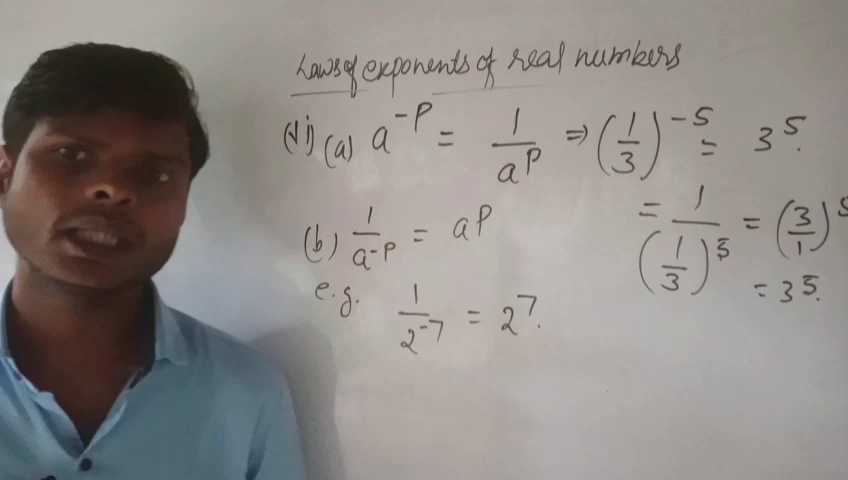 Laws of exponents of real numbers
(vi) (a) a^-p = 1/a^p => (1/3)^-5 = 3^5.
= 1/(1/3)^5 = (3/1)^5
= 3^5.
(b) 1/a^-p = a^p
e.g. 1/2^-7 = 2^7.